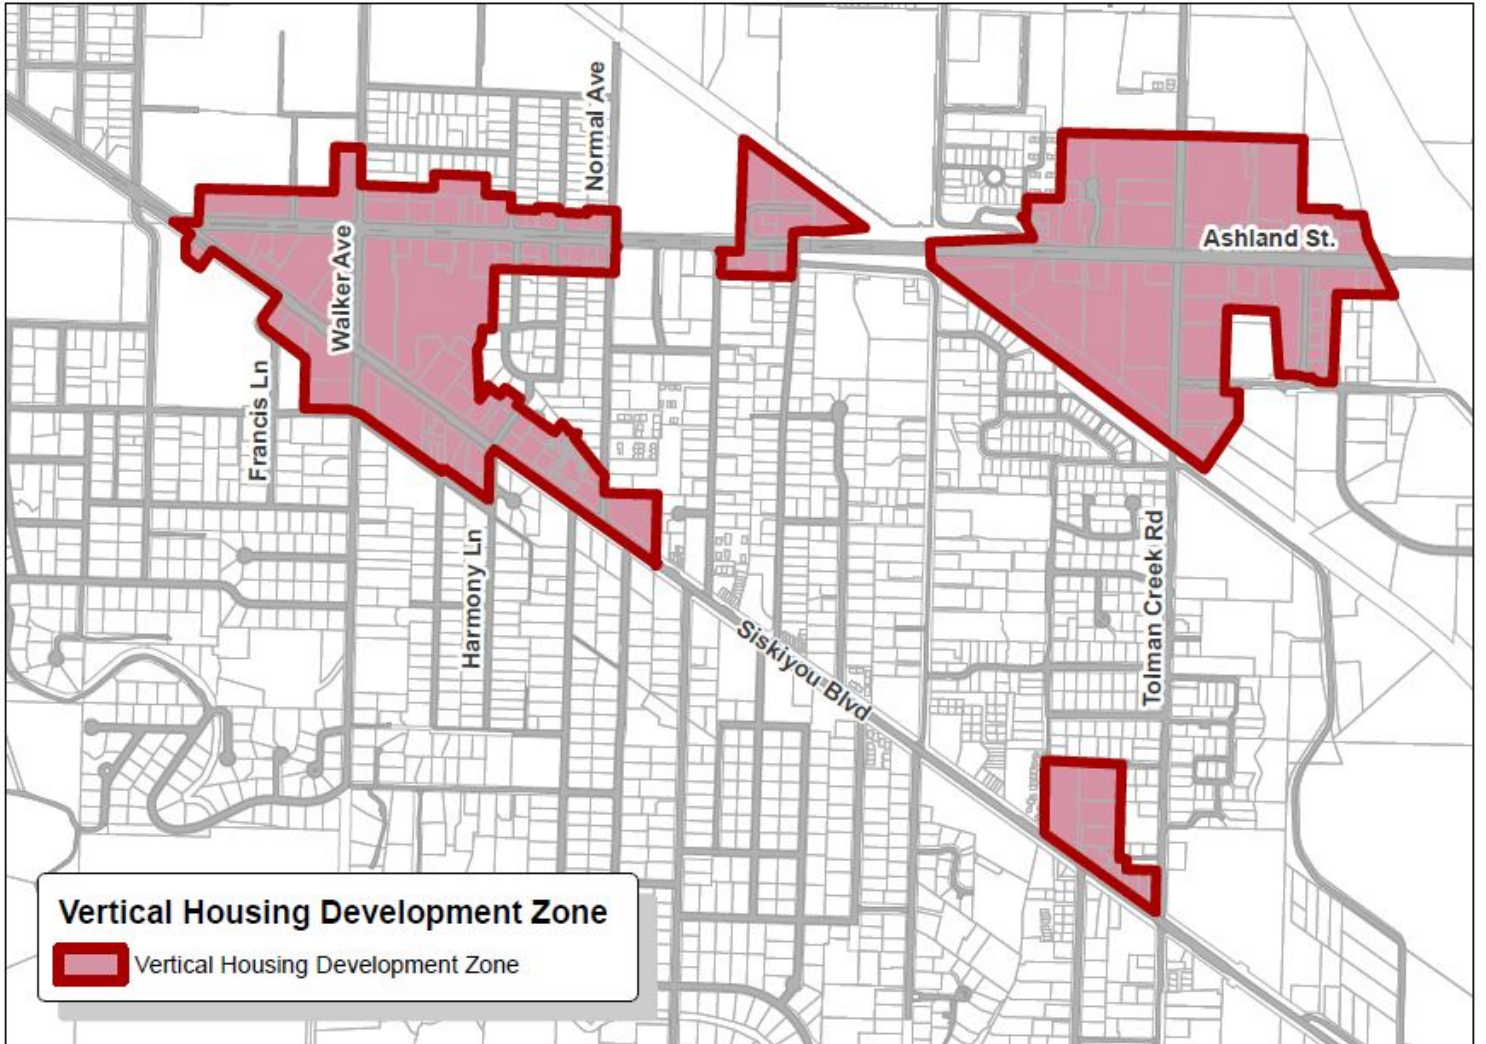 Normal Ave
Walker Ave
Ashland St.
Francis Ln
Harmony Ln
Tolman Creek Rd
Siskiyou Blvd
Vertical Housing Development Zone
Vertical Housing Development Zone